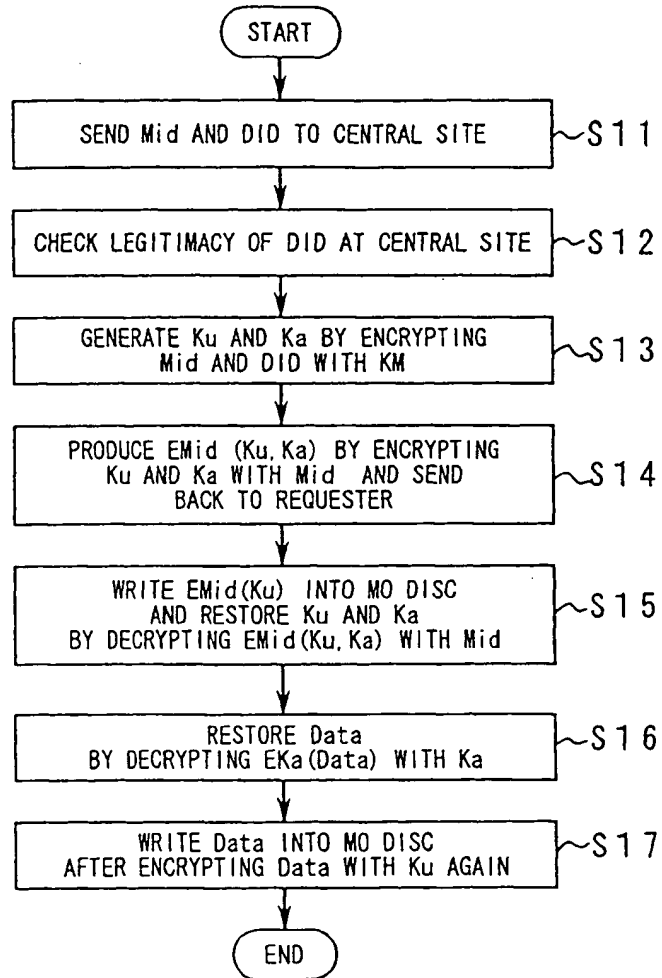 START
SEND Mid AND DID TO CENTRAL SITE
S11
CHECK LEGITIMACY OF DID AT CENTRAL SITE
S12
GENERATE Ku AND Ka BY ENCRYPTING
Mid AND DID WITH KM
S13
PRODUCE EMid (Ku, Ka) BY ENCRYPTING
Ku AND Ka WITH Mid AND SEND
BACK TO REQUESTER
S14
WRITE EMid(Ku) INTO MO DISC
AND RESTORE Ku AND Ka
BY DECRYPTING EMid(Ku, Ka) WITH Mid
S15
RESTORE Data
BY DECRYPTING EKa(Data) WITH Ka
S16
WRITE Data INTO MO DISC
AFTER ENCRYPTING Data WITH Ku AGAIN
S17
END